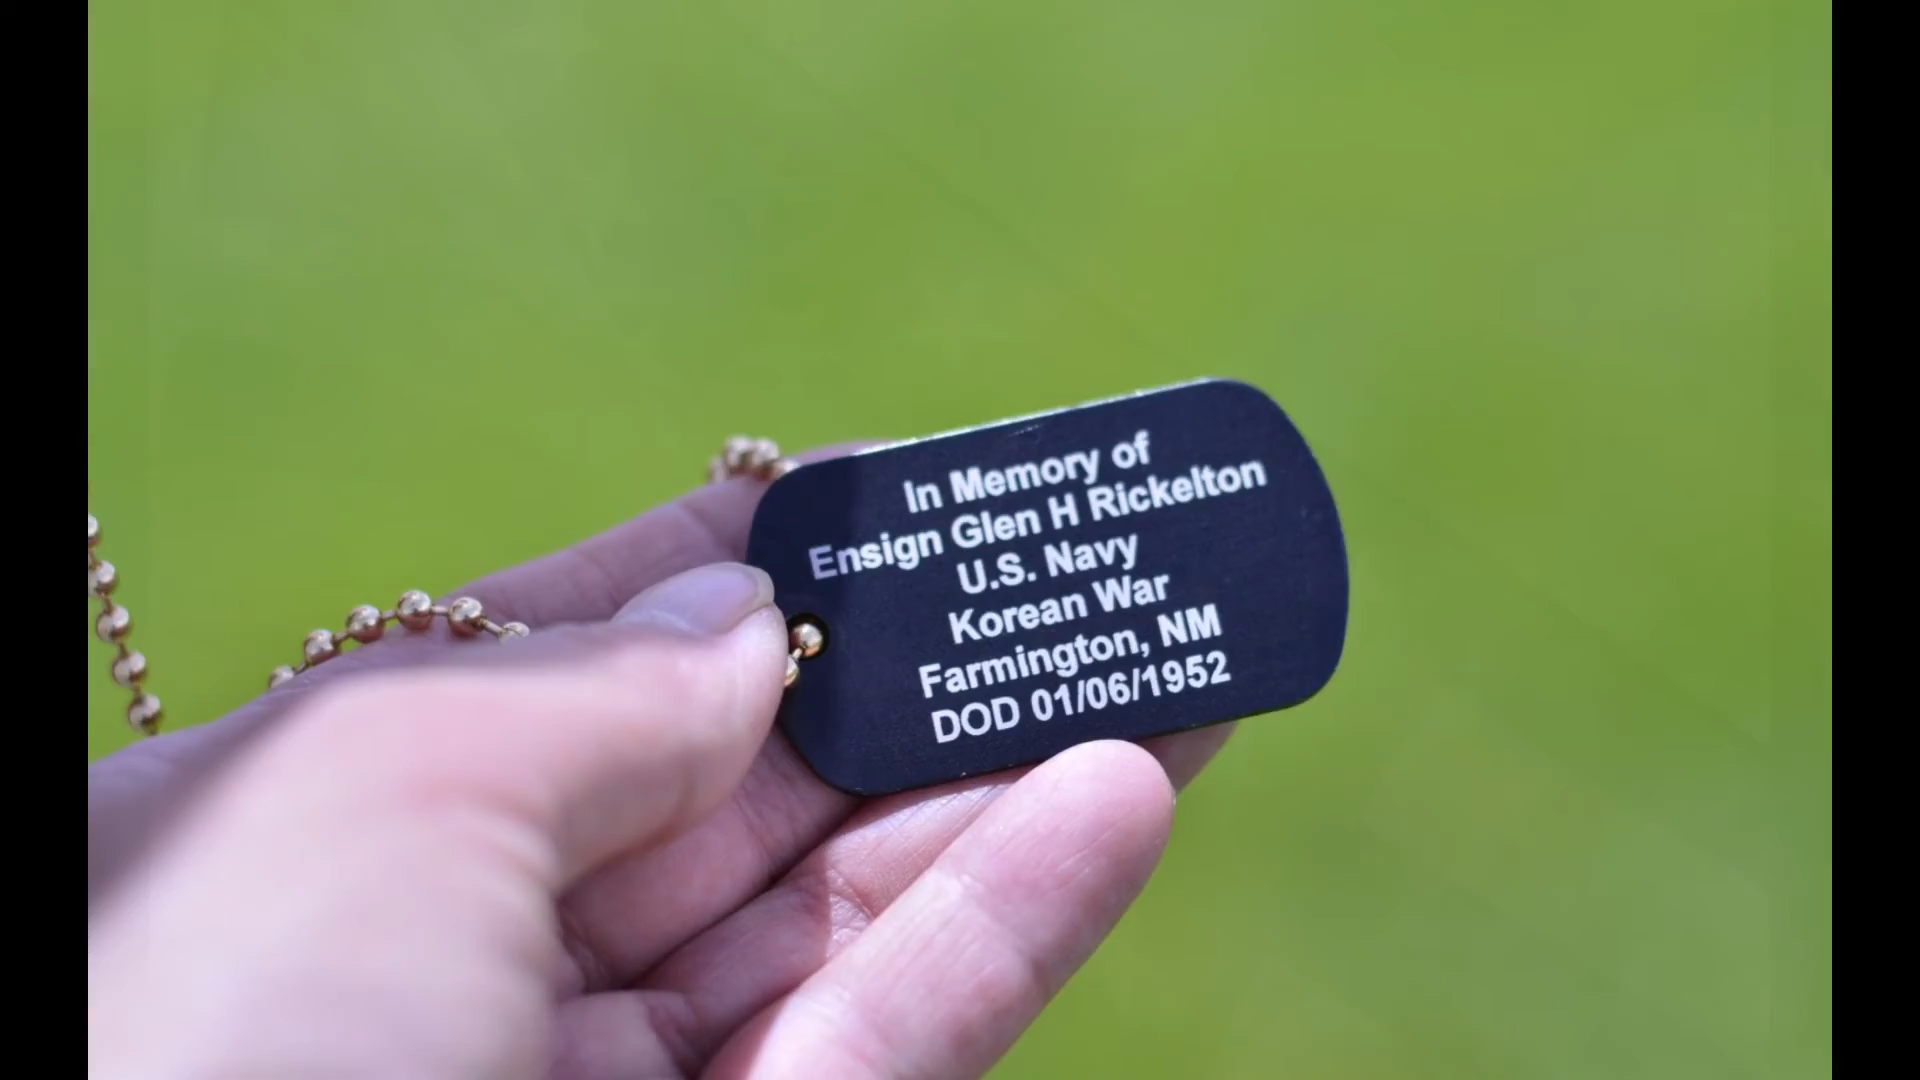 In Memory of
Ensign Glen H Rickelton
U.S. Navy
Korean War
Farmington, NM
DOD 01/06/1952